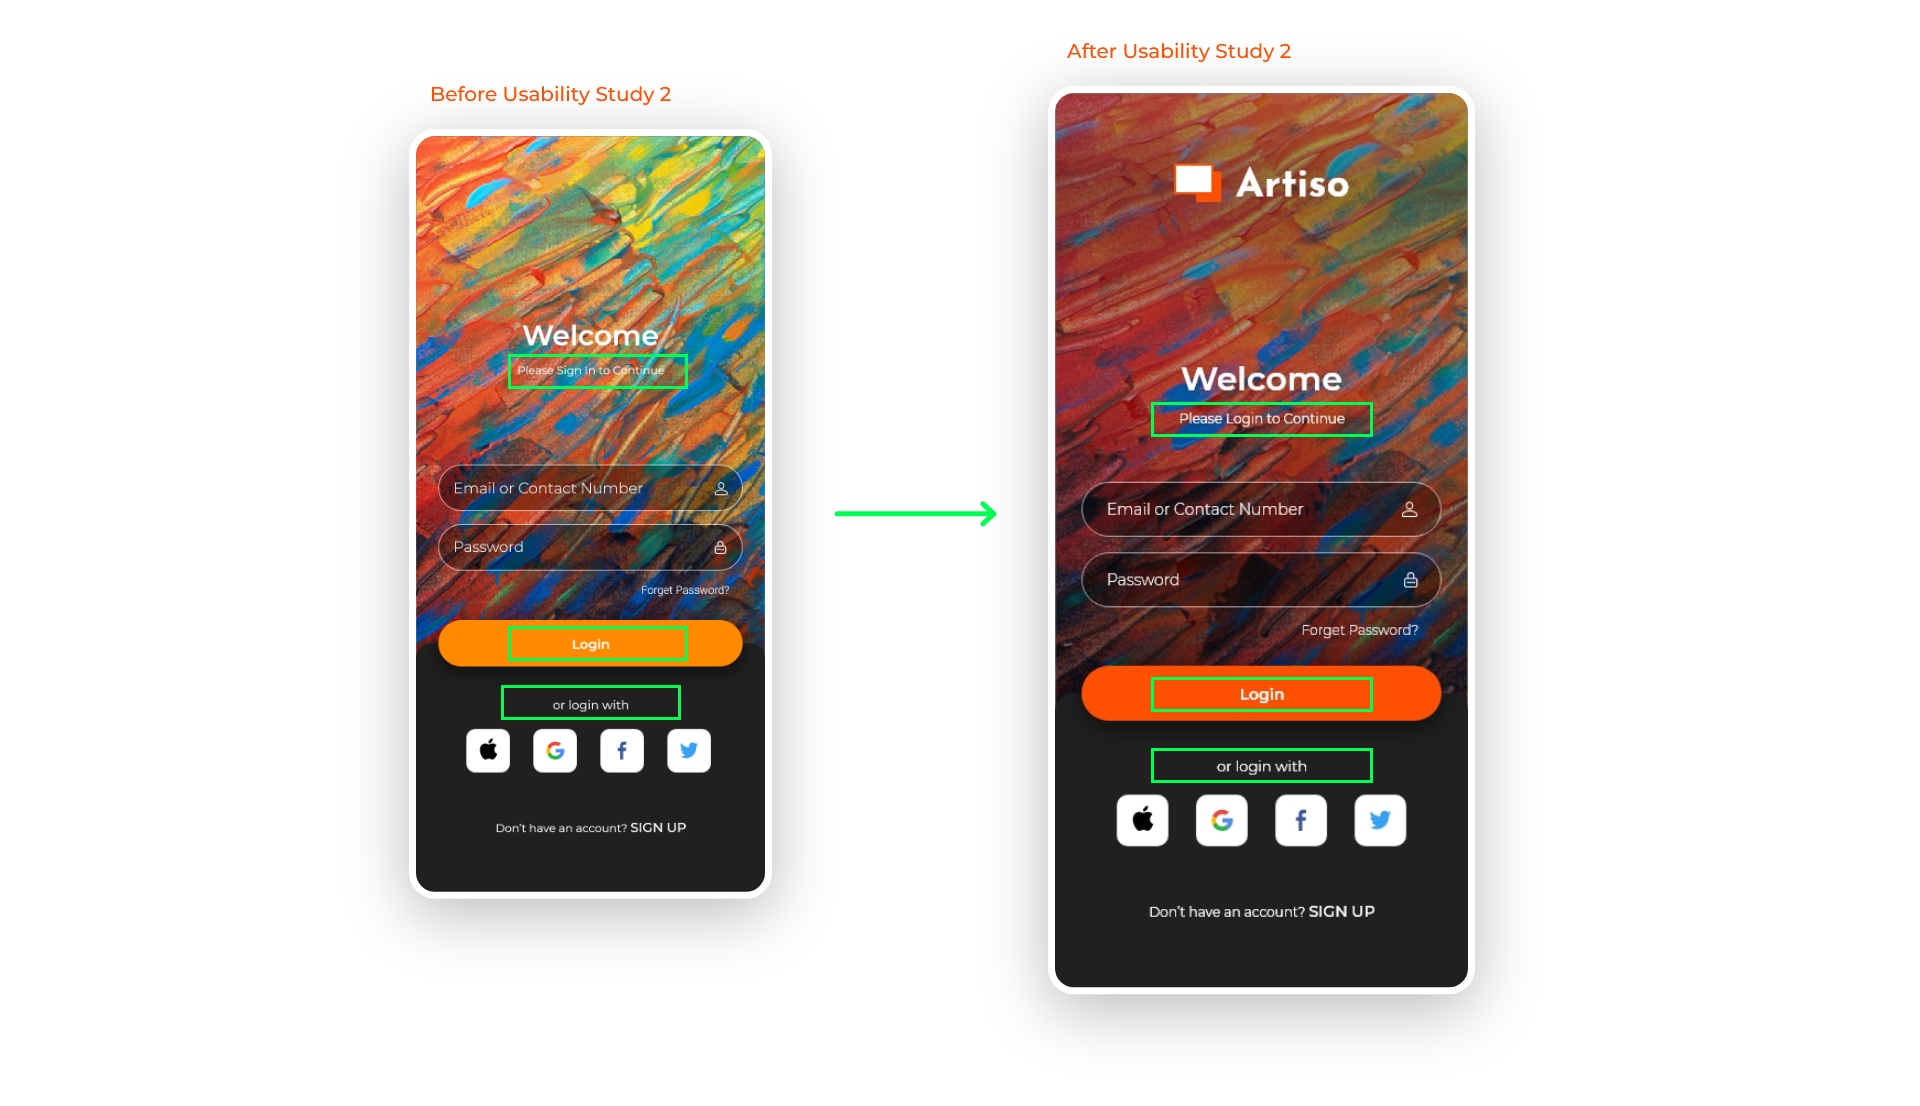 Before Usability Study 2
Welcome
Please Sign In to Continue
Email or Contact Number
Password
Forget Password?
Login
or login with
Don't have an account? SIGN UP
After Usability Study 2
Artiso
Welcome
Please Login to Continue
Email or Contact Number
Password
Forget Password?
Login
or login with
Don't have an account? SIGN UP